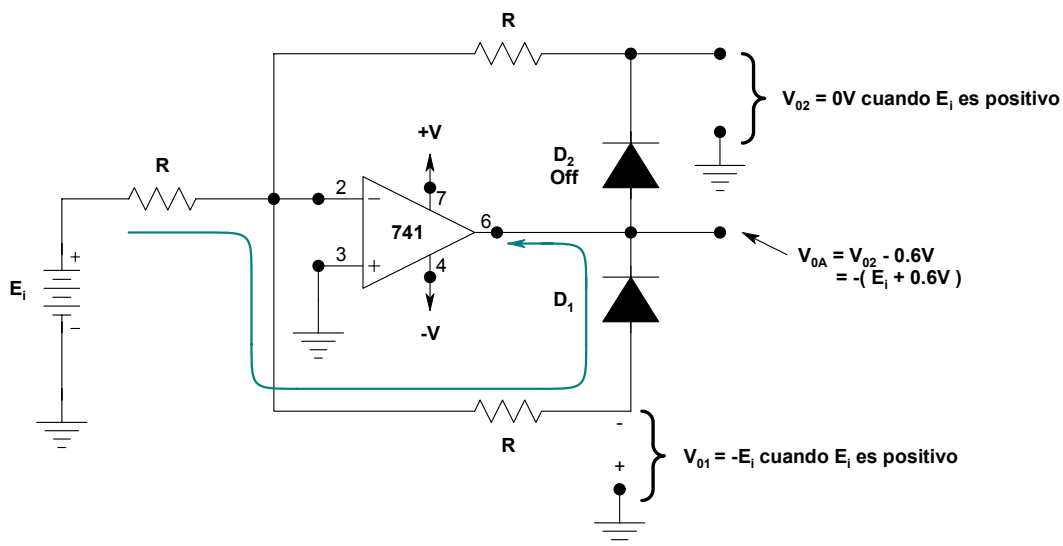 R
V02 = 0V cuando Ei es positivo
+V
D2
Off
R
2
7
−
6
741
3
4
+
V0A = V02 - 0.6V
= -( Ei + 0.6V )
+
Ei
−
D1
-V
R
-
V01 = -Ei cuando Ei es positivo
+